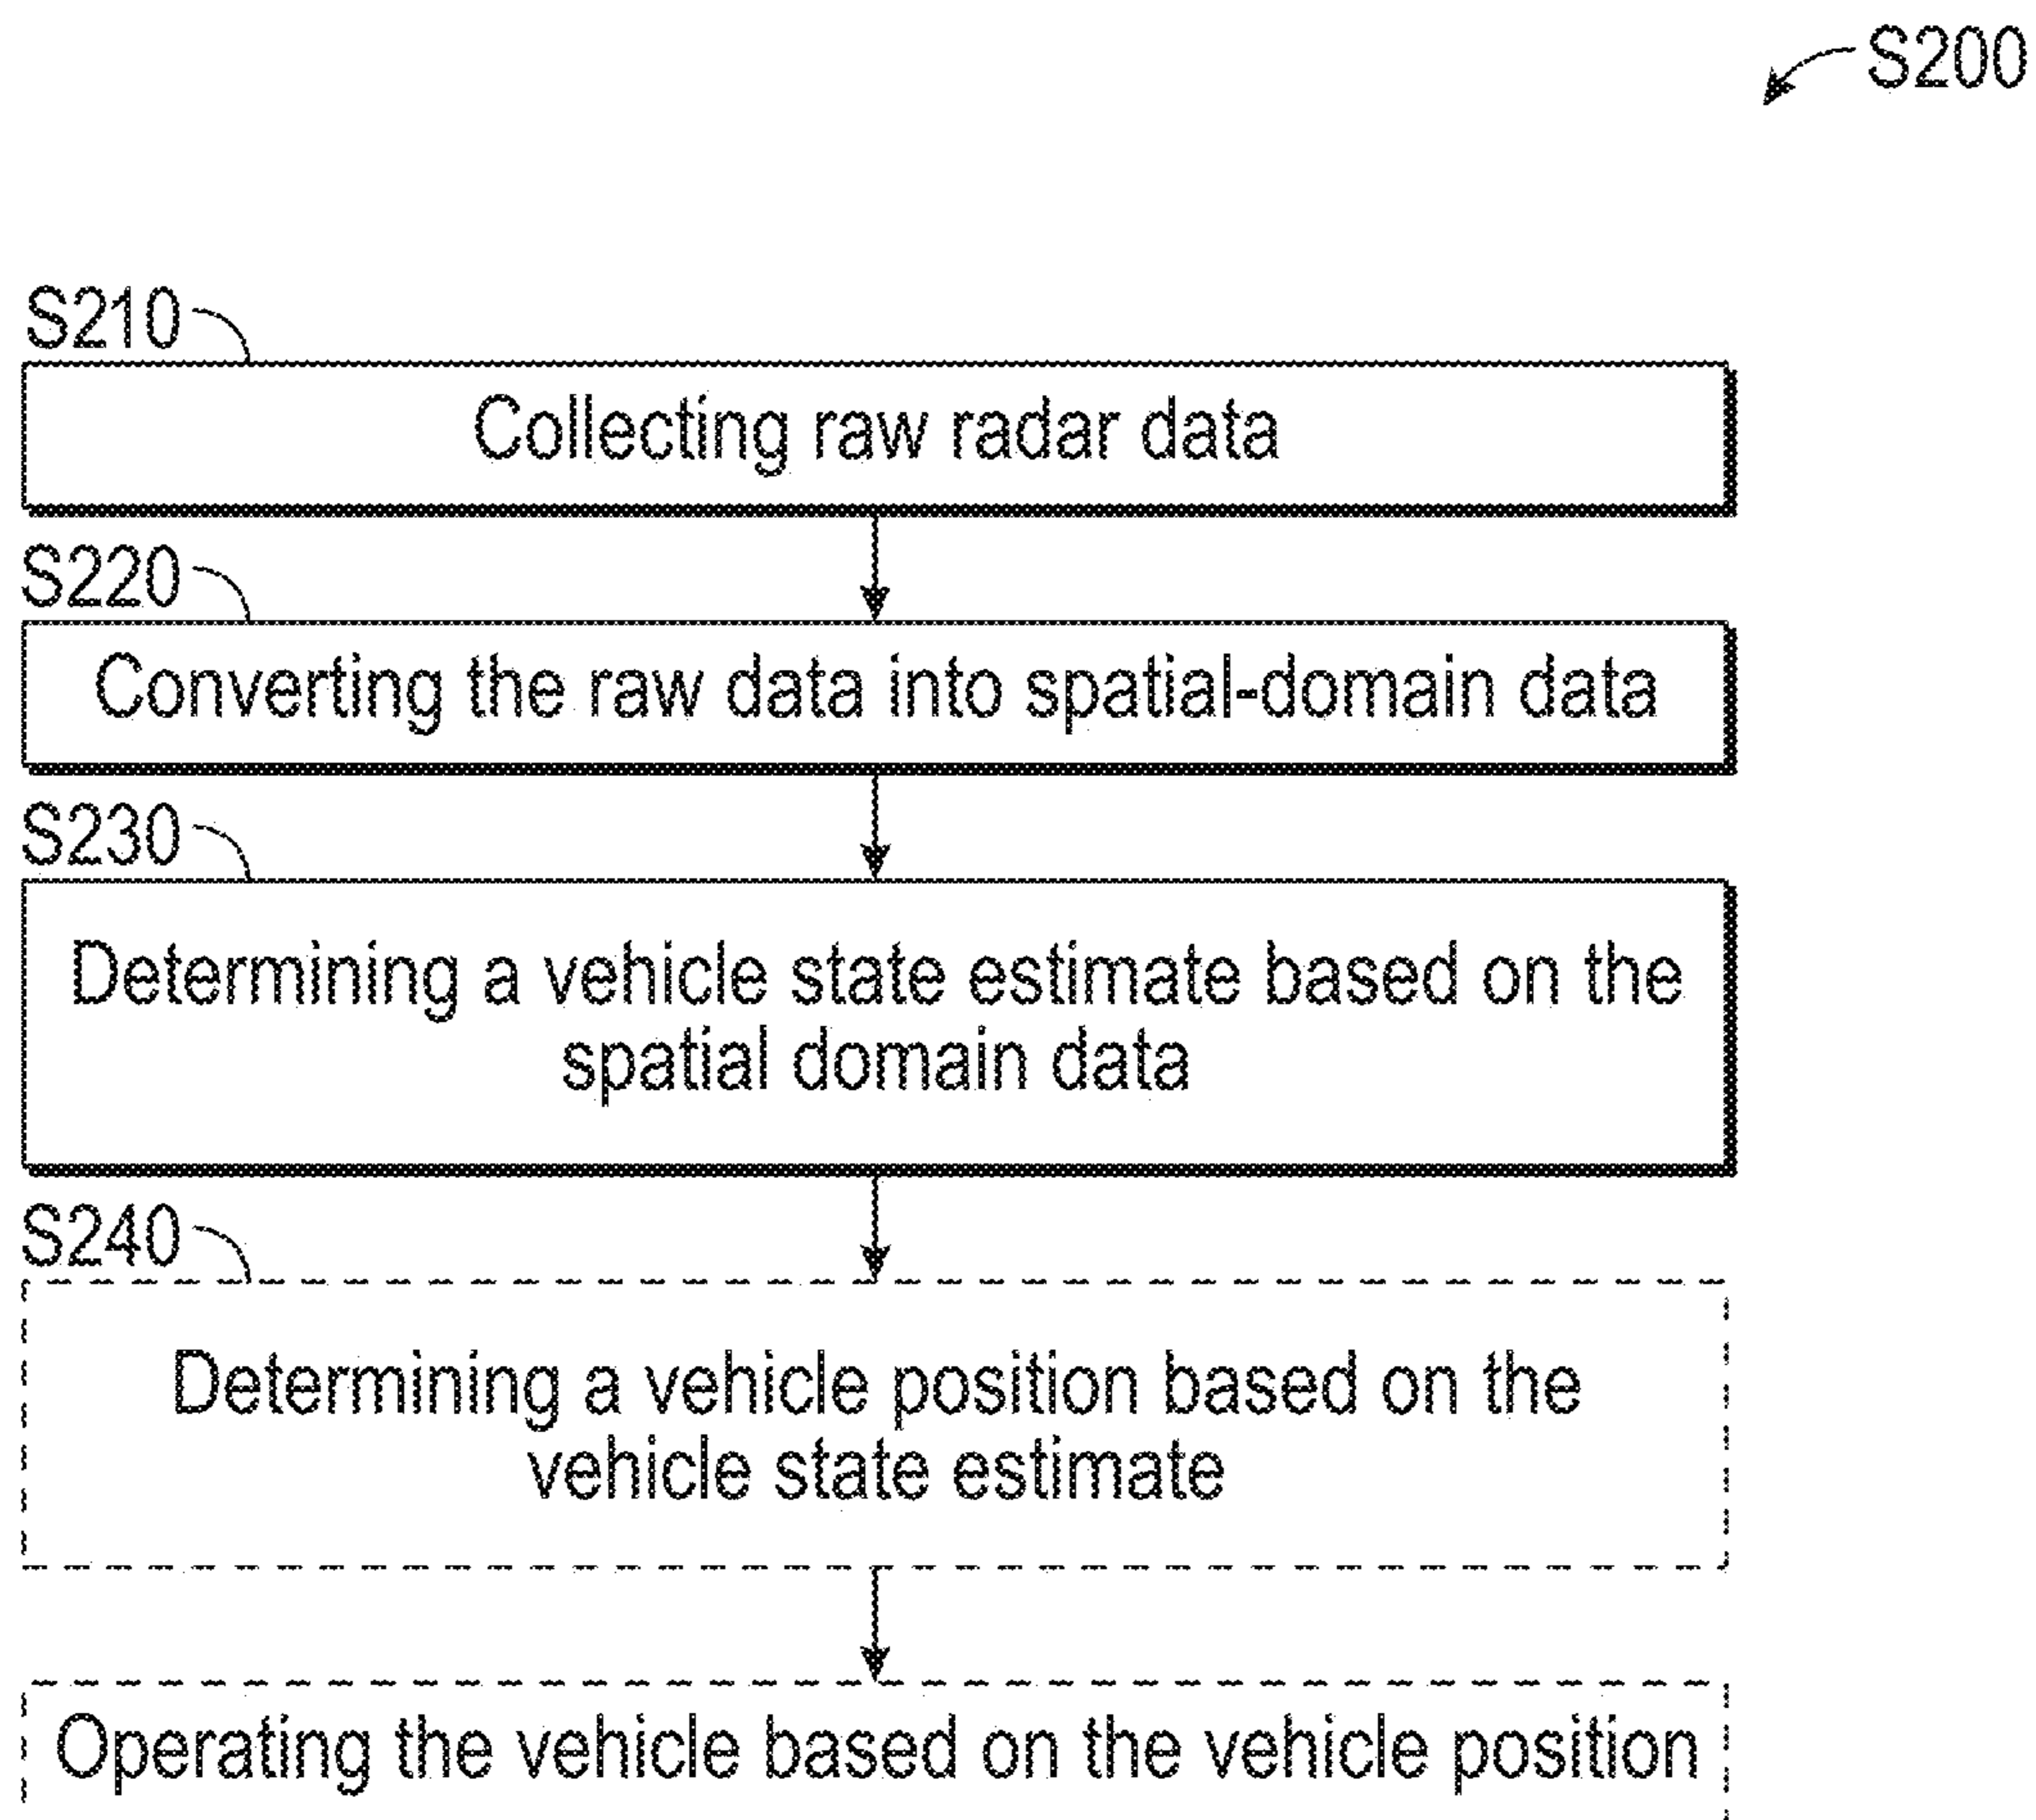 S200
S210
Collecting raw radar data
S220
Converting the raw data into spatial-domain data
S230
Determining a vehicle state estimate based on the
spatial domain data
S240
Determining a vehicle position based on the
vehicle state estimate
Operating the vehicle based on the vehicle position